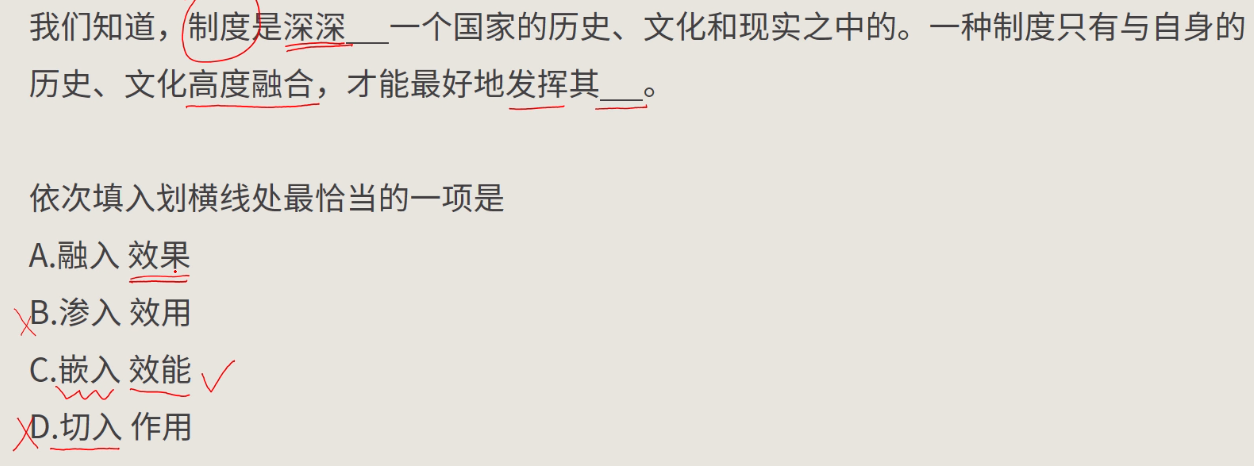 我们知道，制度是深深___一个国家的历史、文化和现实之中的。一种制度只有与自身的
历史、文化高度融合，才能最好地发挥其___。
依次填入划横线处最恰当的一项是
A.融入 效果
B.渗入 效用
C.嵌入 效能
D.切入 作用